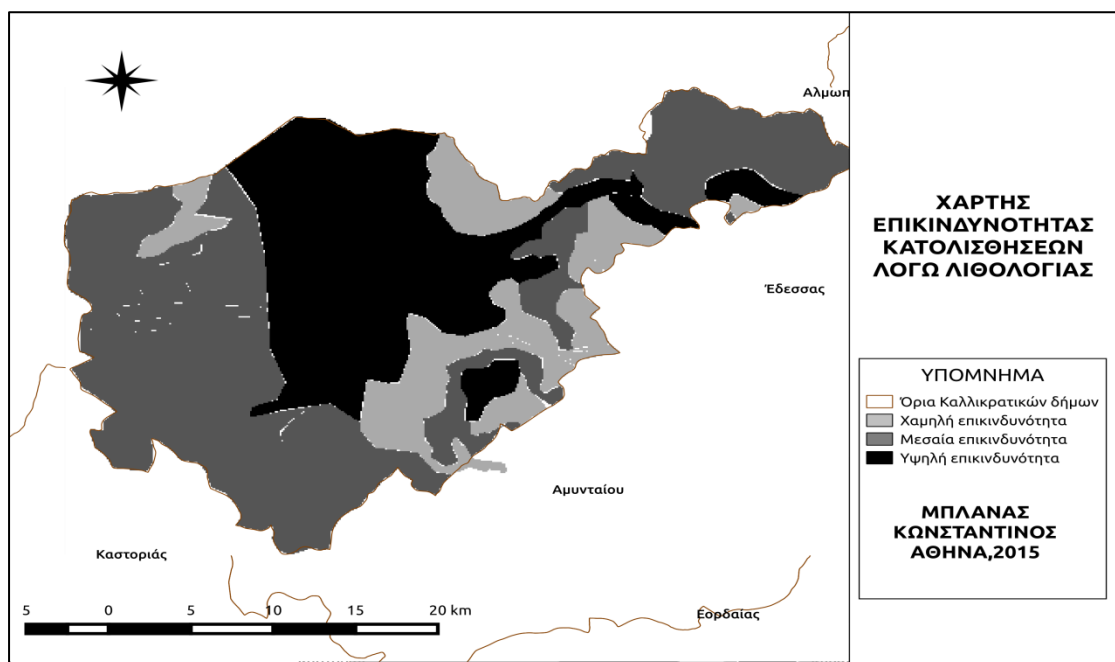 Αλμωπ
Έδεσσας
Αμυνταίου
Καστοριάς
Εορδαίας
5 0 5 10 15 20 km
ΧΑΡΤΗΣ
ΕΠΙΚΙΝΔΥΝΟΤΗΤΑΣ
ΚΑΤΟΛΙΣΘΗΣΕΩΝ
ΛΟΓΩ ΛΙΘΟΛΟΓΙΑΣ
ΥΠΟΜΝΗΜΑ
Όρια Καλλικρατικών δήμων
Χαμηλή επικινδυνότητα
Μεσαία επικινδυνότητα
Υψηλή επικινδυνότητα
ΜΠΛΑΝΑΣ
ΚΩΝΣΤΑΝΤΙΝΟΣ
ΑΘΗΝΑ,2015